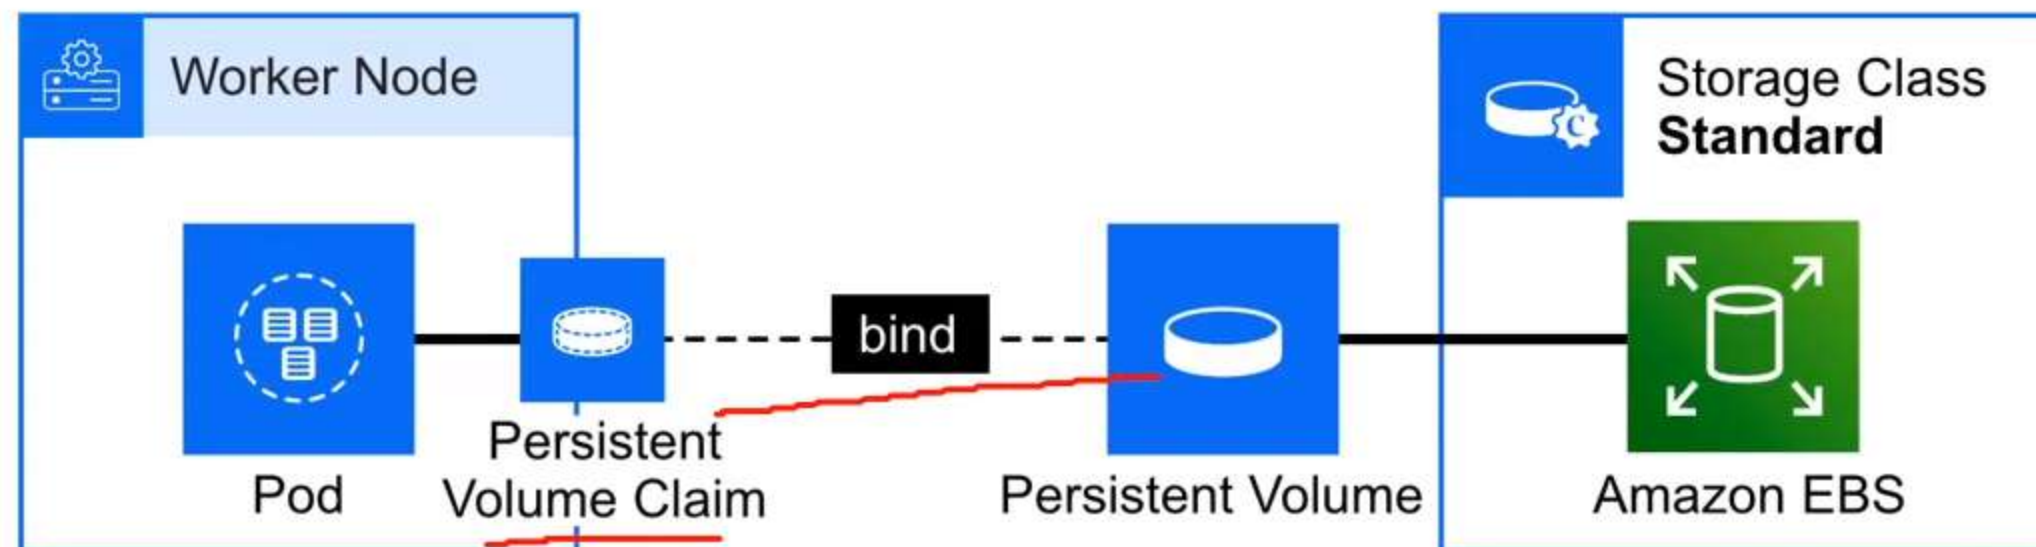 Worker Node
Storage Class
Standard
bind
Pod
Persistent
Volume Claim
Persistent Volume
Amazon EBS
C